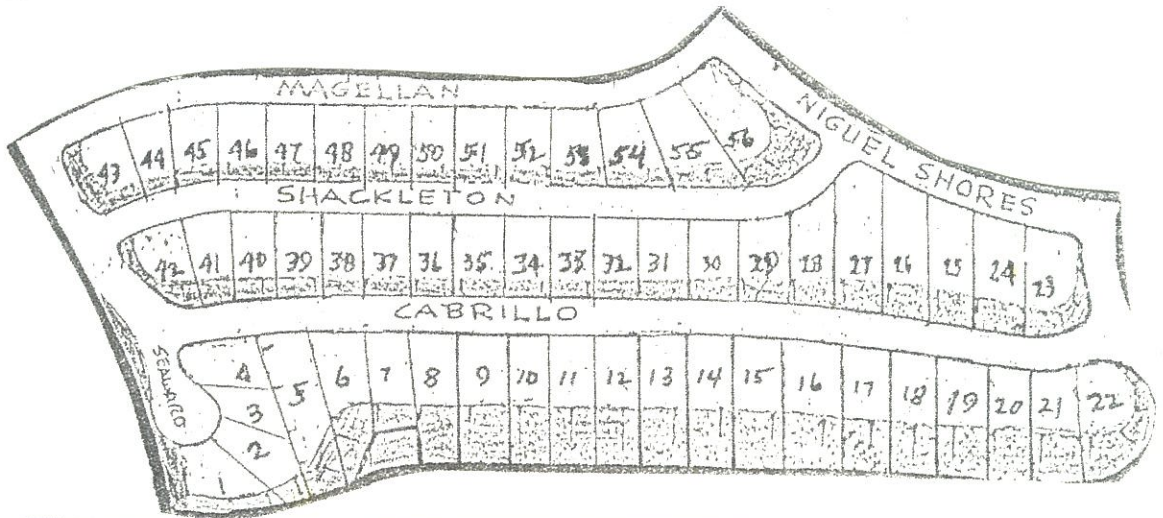 MAGELLAN
NIGUEL SHORES
43 44 45 46 47 48 49 50 51 52 53 54 55 56
SHACKLETON
42 41 40 39 38 37 36 35 34 33 32 31 30 29 28 27 26 25 24 23
CABRILLO
SEAWARD
4 5 6 7 8 9 10 11 12 13 14 15 16 17 18 19 20 21 22
3
2
1